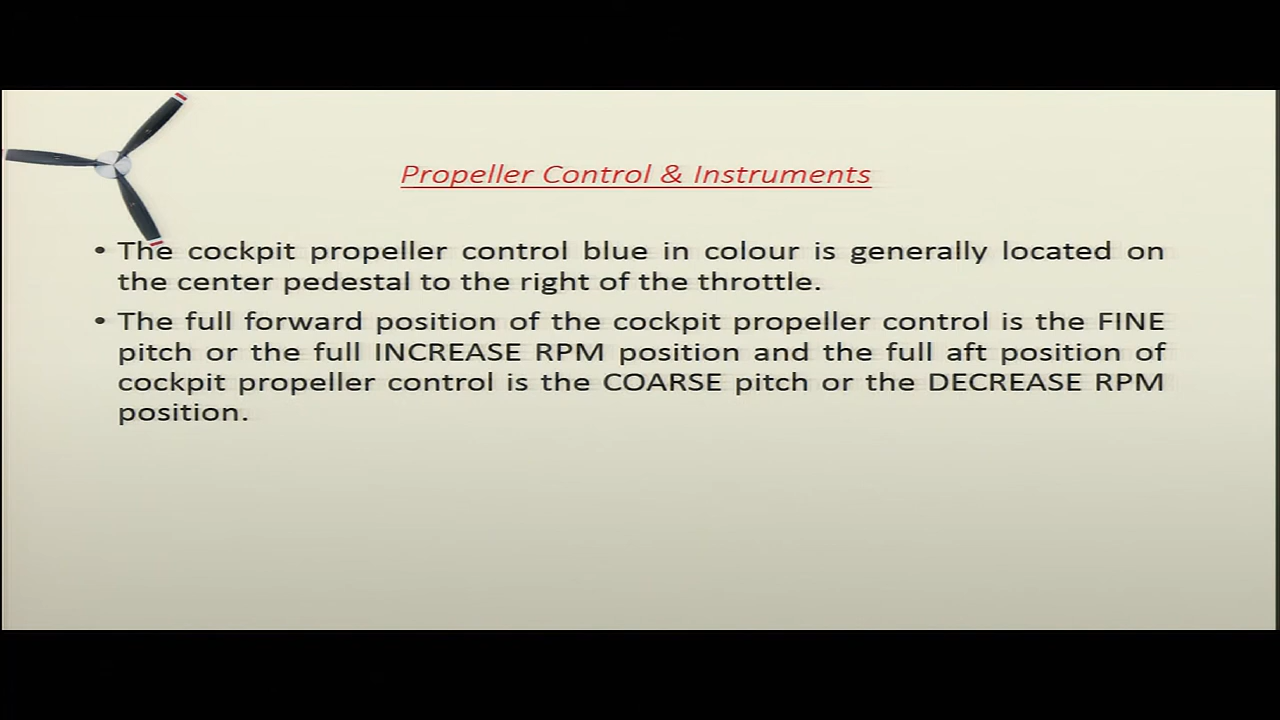 Propeller Control & Instruments
• The cockpit propeller control blue in colour is generally located on
the center pedestal to the right of the throttle.
• The full forward position of the cockpit propeller control is the FINE
pitch or the full INCREASE RPM position and the full aft position of
cockpit propeller control is the COARSE pitch or the DECREASE RPM
position.